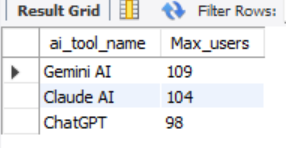 Result Grid Filter Rows:
ai_tool_name Max_users
Gemini AI 109
Claude AI 104
ChatGPT 98